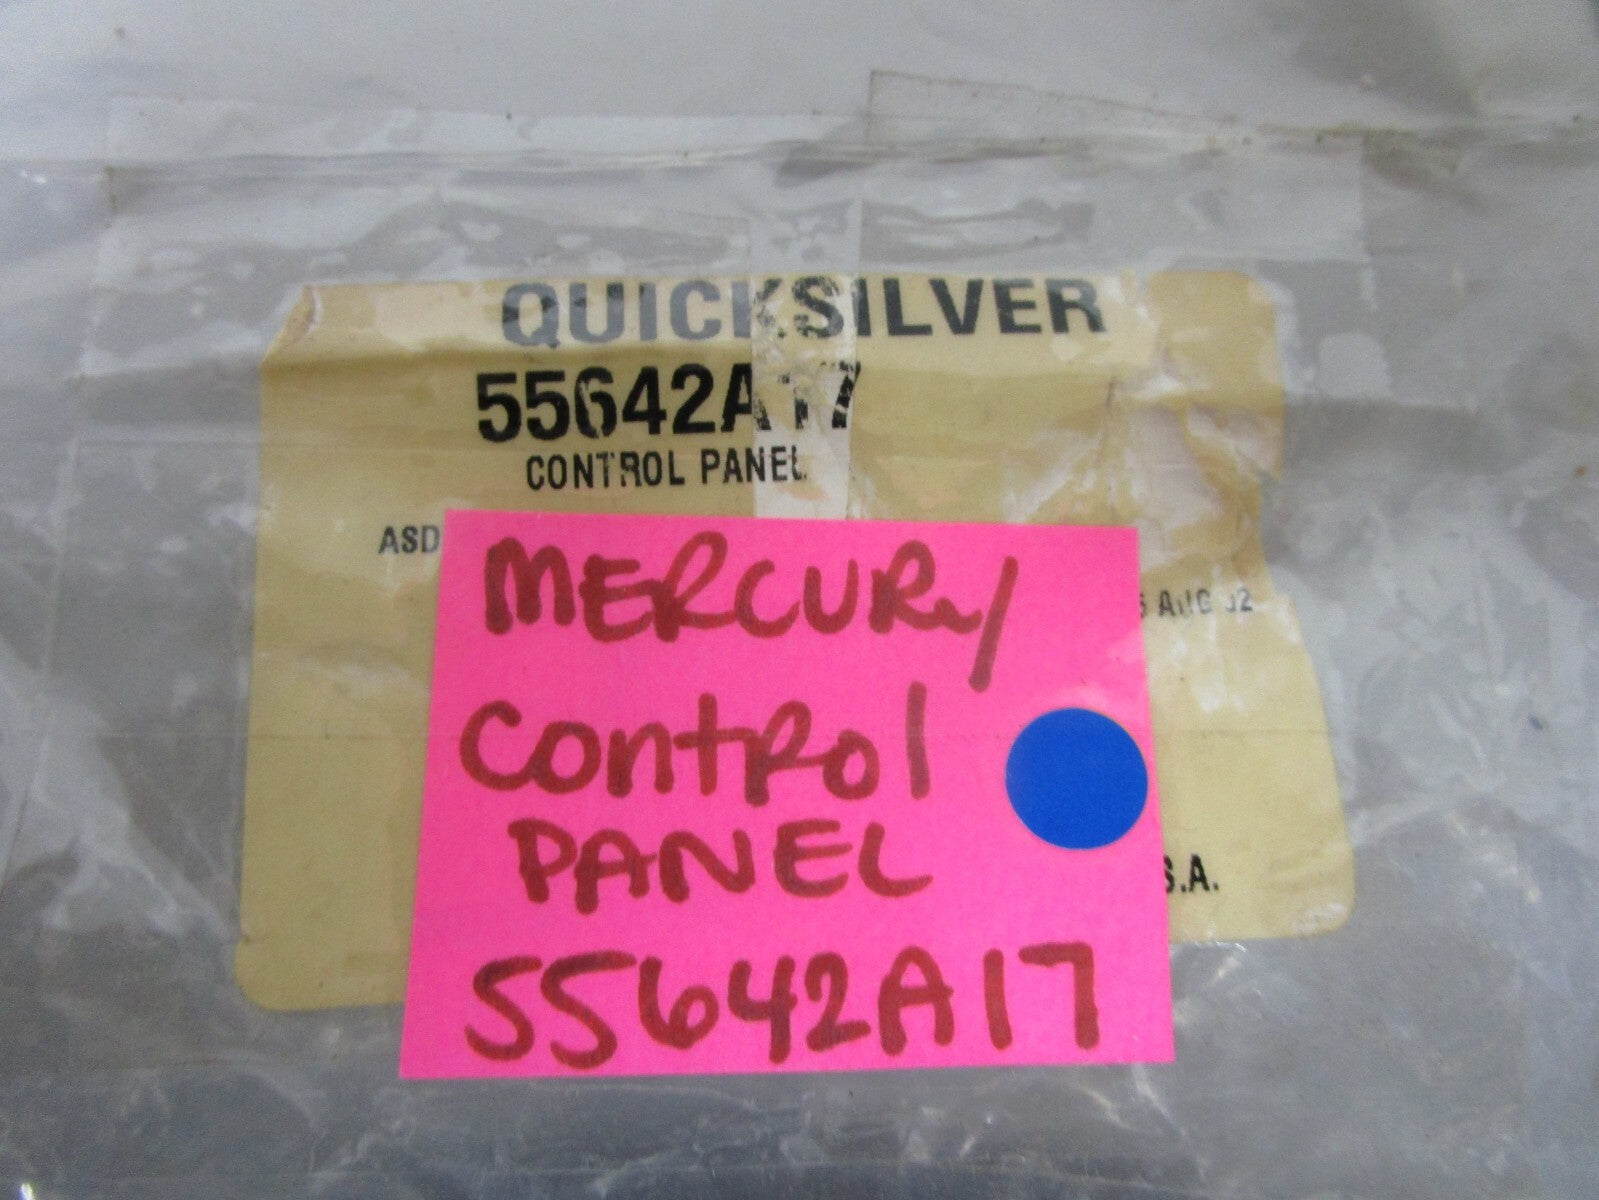 QUICKSILVER
55642A17
CONTROL PANEL
ASD
AUG
S.A.
MERCURY
CONTROL
PANEL
55642A17